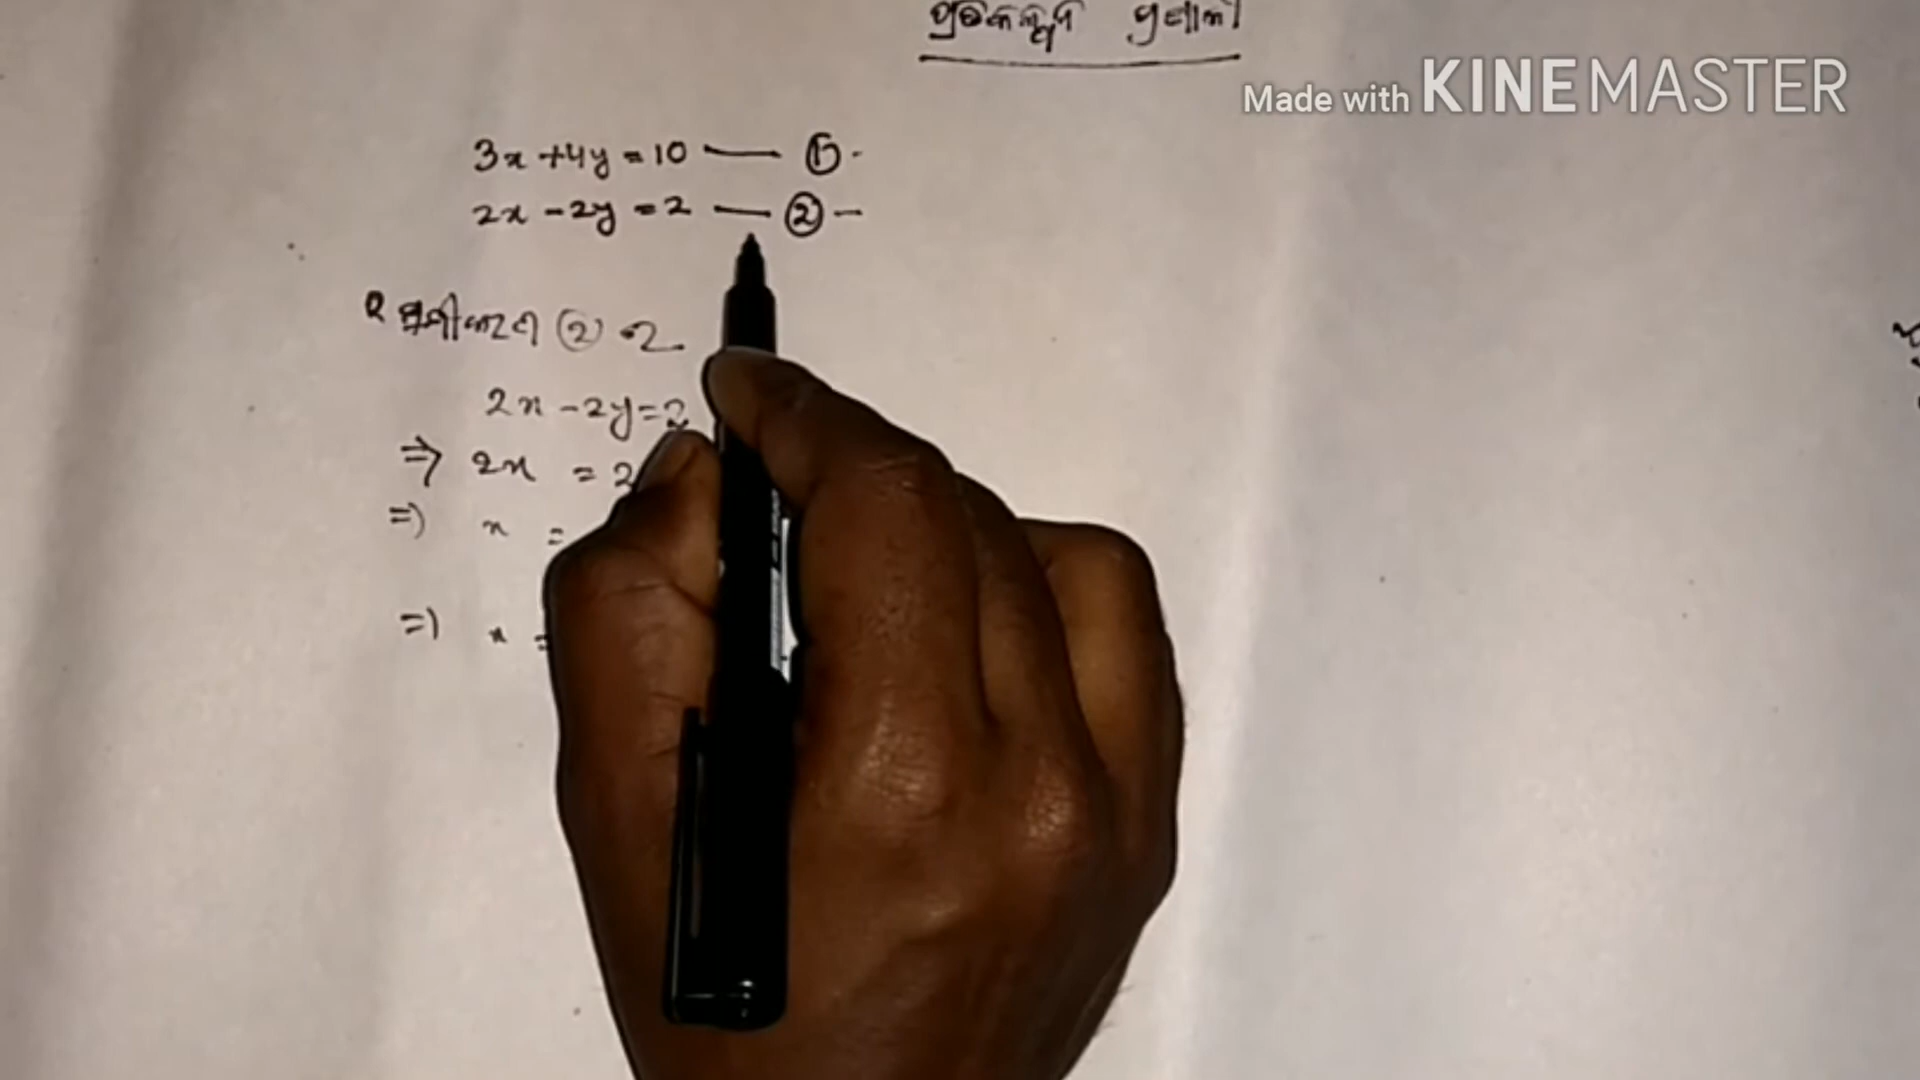 ପ୍ରତିକଳ୍ପନ ପ୍ରଣାଳୀ
Made with KINEMASTER
3x + 4y = 10 — ①
2x - 2y = 2 — ② -
ସମୀକରଣ ② ରୁ
2x - 2y = 2
⇒ 2x = 2
⇒ x =
⇒ x =